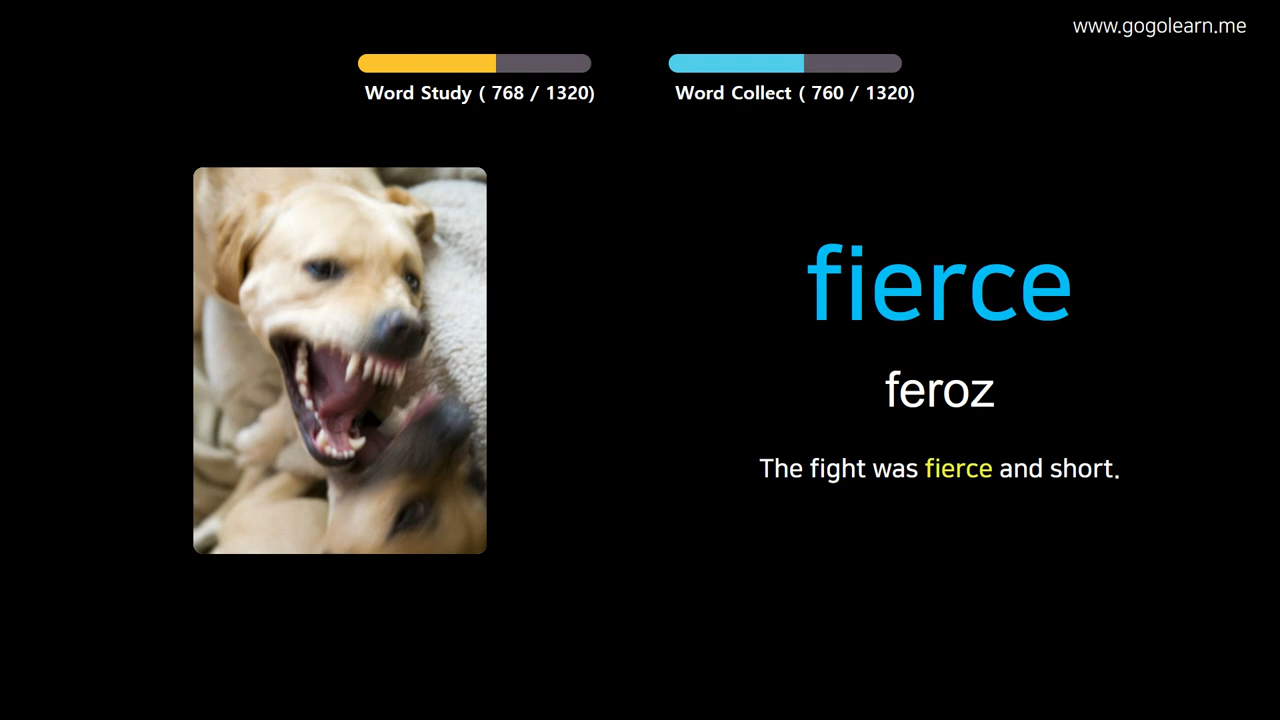 www.gogolearn.me
Word Study ( 768 / 1320)
Word Collect ( 760 / 1320)
fierce
feroz
The fight was fierce and short.